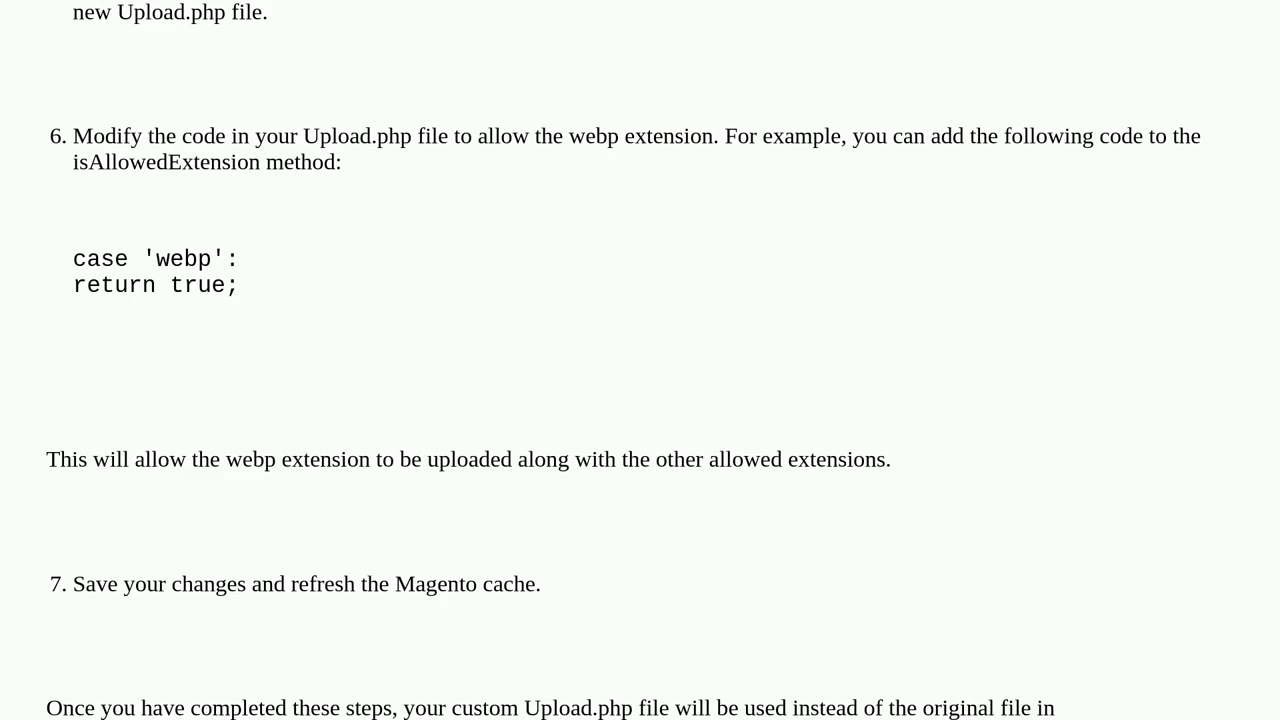 new Upload.php file.
6. Modify the code in your Upload.php file to allow the webp extension. For example, you can add the following code to the
isAllowedExtension method:
case 'webp':
return true;
This will allow the webp extension to be uploaded along with the other allowed extensions.
7. Save your changes and refresh the Magento cache.
Once you have completed these steps, your custom Upload.php file will be used instead of the original file in